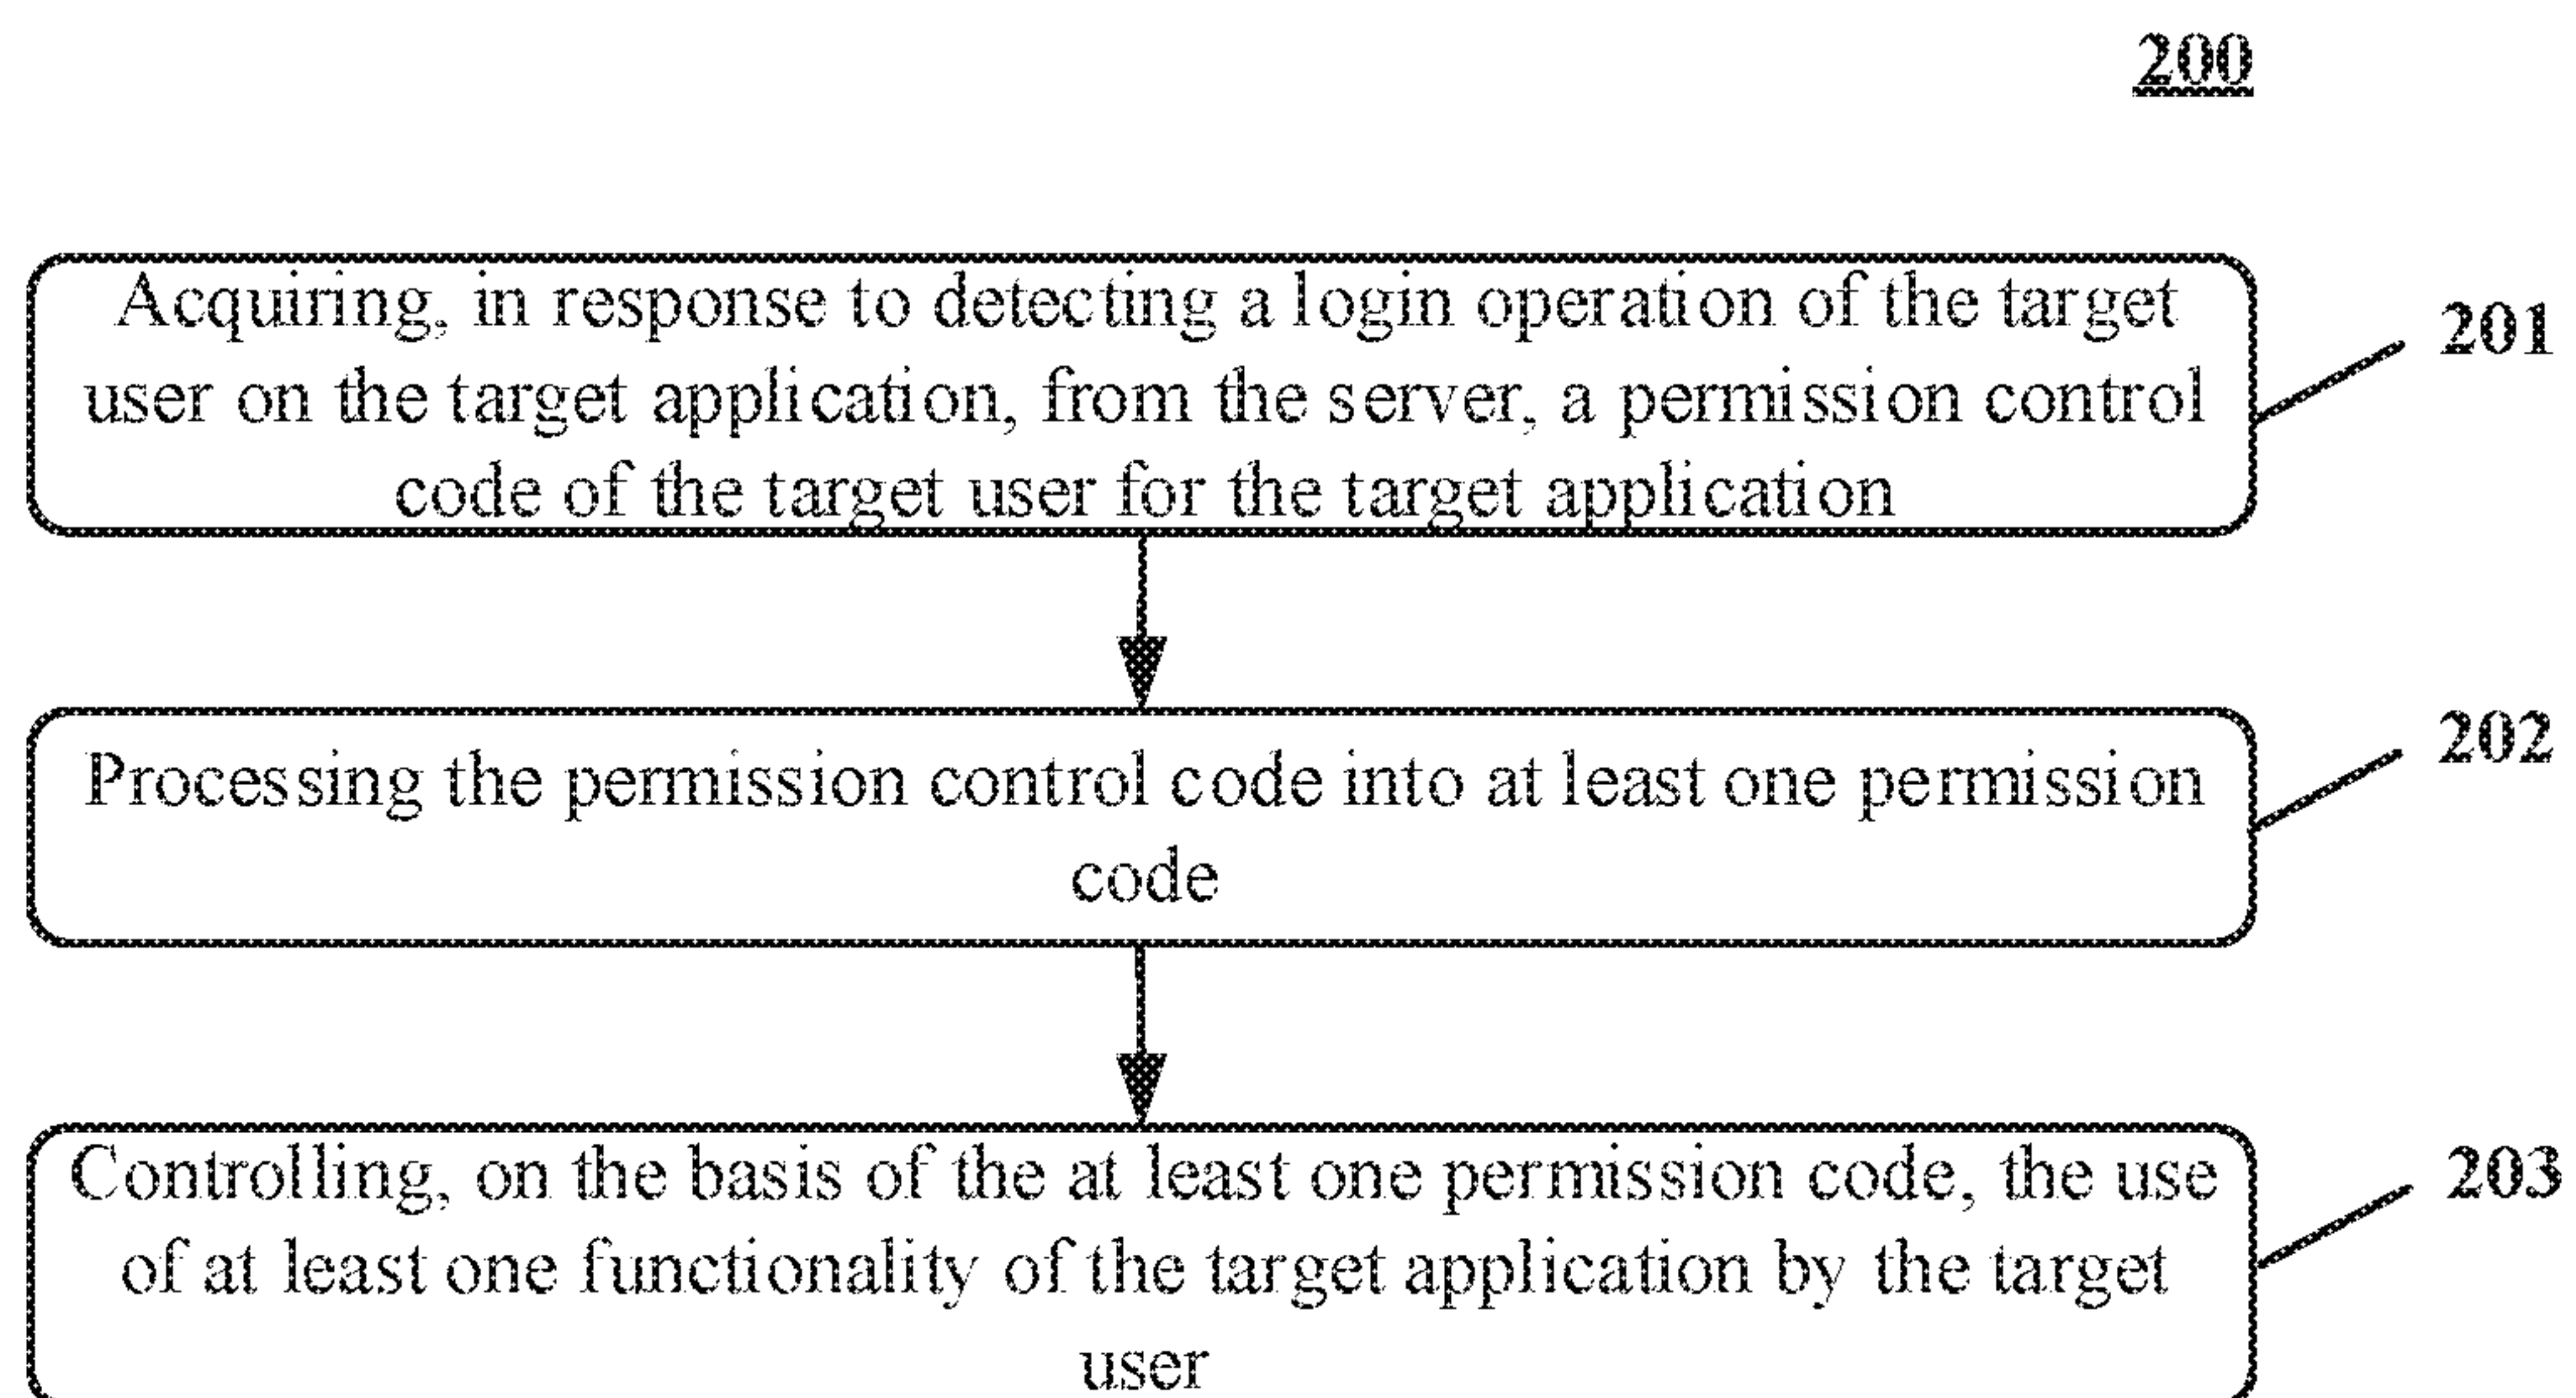 200
Acquiring, in response to detecting a login operation of the target
user on the target application, from the server, a permission control
code of the target user for the target application
201
Processing the permission control code into at least one permission
code
202
Controlling, on the basis of the at least one permission code, the use
of at least one functionality of the target application by the target
user
203